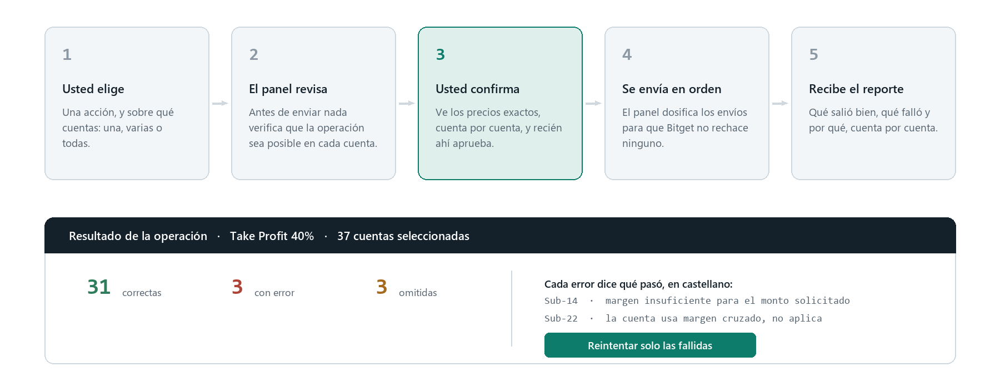 1
Usted elige
Una acción, y sobre qué
cuentas: una, varias o
todas.
2
El panel revisa
Antes de enviar nada
verifica que la operación
sea posible en cada cuenta.
3
Usted confirma
Ve los precios exactos,
cuenta por cuenta, y recién
ahí aprueba.
4
Se envía en orden
El panel dosifica los envíos
para que Bitget no rechace
ninguno.
5
Recibe el reporte
Qué salió bien, qué falló y
por qué, cuenta por cuenta.
Resultado de la operación · Take Profit 40% · 37 cuentas seleccionadas
31 correctas
3 con error
3 omitidas
Cada error dice qué pasó, en castellano:
Sub-14 · margen insuficiente para el monto solicitado
Sub-22 · la cuenta usa margen cruzado, no aplica
Reintentar solo las fallidas